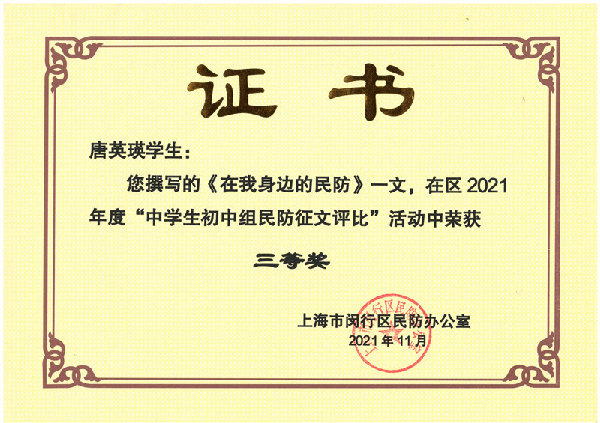 证 书
唐英瑛学生：
您撰写的《在我身边的民防》一文，在区 2021
年度“中学生初中组民防征文评比”活动中荣获
三等奖
上海市闵行区民防办公室
2021 年 11 月